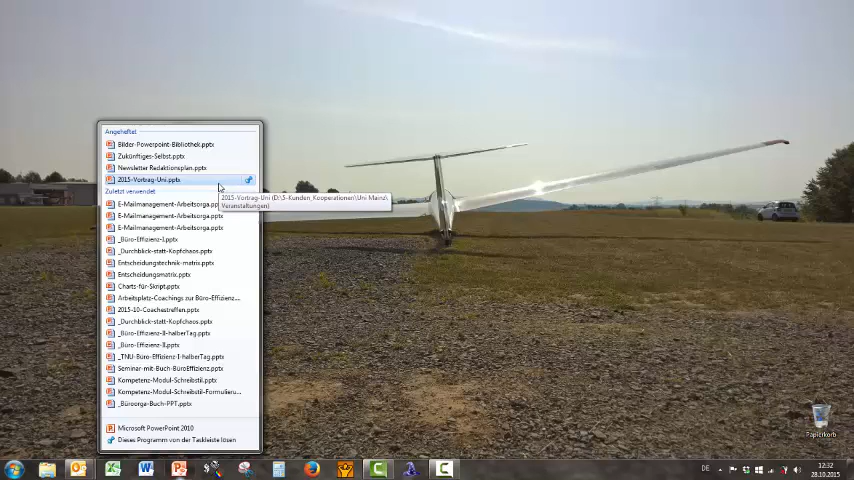 Angeheftet
Bilder-Powerpoint-Bibliothek.pptx
Zukünftiges-Selbst.pptx
Newsletter Redaktionsplan.pptx
2015-Vortrag-Uni.pptx
Zuletzt verwendet
2015-Vortrag-Uni (D:\5-Kunden_Kooperationen\Uni Mainz\
Veranstaltungen)
E-Mailmanagement-Arbeitsorga.pp
E-Mailmanagement-Arbeitsorga.pptx
E-Mailmanagement-Arbeitsorga.pptx
_Büro-Effizienz-I.pptx
_Durchblick-statt-Kopfchaos.pptx
Entscheidungstechnik-matrix.pptx
Entscheidungsmatrix.pptx
Charts-für-Skript.pptx
Arbeitsplatz-Coachings zur Büro-Effizienz...
2015-10-Coachestreffen.pptx
_Durchblick-statt-Kopfchaos.pptx
_Büro-Effizienz-II-halberTag.pptx
_Büro-Effizienz-II.pptx
_TNU-Büro-Effizienz-I-halberTag.pptx
Seminar-mit-Buch-BüroEffizienz.pptx
Kompetenz-Modul-Schreibstil.pptx
Kompetenz-Modul-Schreibstil-Formulieru...
_Büroorga-Buch-PPT.pptx
Microsoft PowerPoint 2010
Dieses Programm von der Taskleiste lösen
Papierkorb
DE
12:32
28.10.2015